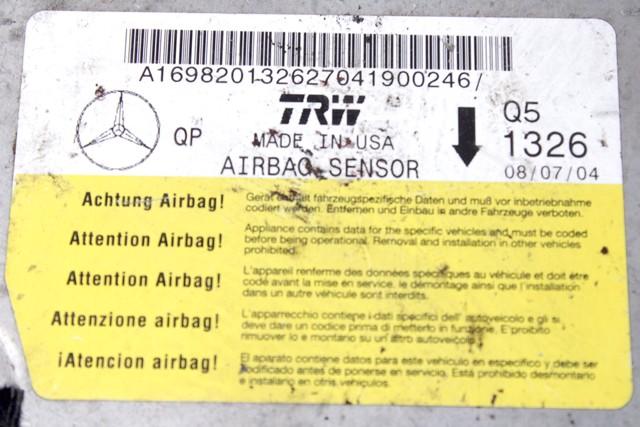 A1698201326270419002​46/
TRW
QP
MADE IN USA
AIRBAG SENSOR
Q5
1326
08/07/04
Achtung Airbag!
Gerät enthält fahrzeugspezifische Daten und muß vor inbetriebnahme
codiert werden. Entfernen und Einbau in andre Fahrzeuge verboten.
Attention Airbag!
Appliance contains data for the specific vehicles and must be coded
before being operational. Removal and installation in other vehicles
prohibited.
Attention Airbag!
L'appareil renferme des données spécifiques au véhicule et doit être
codé avant la mise en service, le démontage ainsi que l'installation
dans un autre véhicule sont interdits.
Attenzione airbag!
L'apparrecchio contiene i dati specifici dell' autoveicolo e gli si
deve dare un codice prima di metterlo in funzione. E proibito
rimuoverlo e montario su un altro autoveicolo.
¡Atencion airbag!
El aparato contiene datos para este vehículo en específico y debe ser
codificado antes de ponerse en servicio. Está prohibido desmontarlo
e instalarlo en otris vehículos.